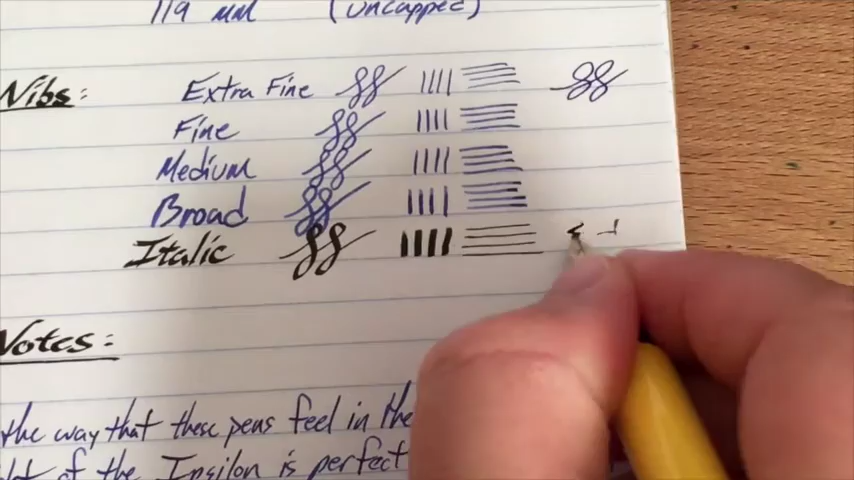 119 mm (uncapped)
Nibs:
Extra Fine
Fine
Medium
Broad
Italic
Notes:
the way that these pens feel in the
of the Ipsilon is perfect